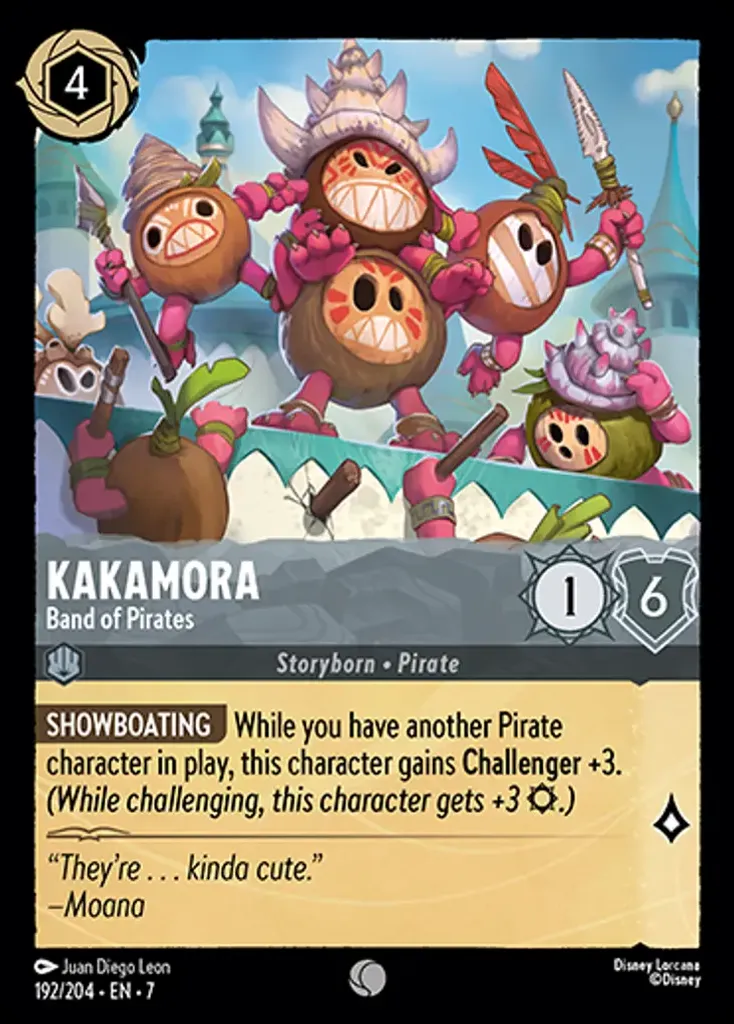 4
KAKAMORA
Band of Pirates
1
6
Storyborn • Pirate
SHOWBOATING While you have another Pirate
character in play, this character gains Challenger +3.
(While challenging, this character gets +3 .)
“They’re . . . kinda cute.”
–Moana
Juan Diego Leon
192/204 • EN • 7
Disney Lorcana
©Disney